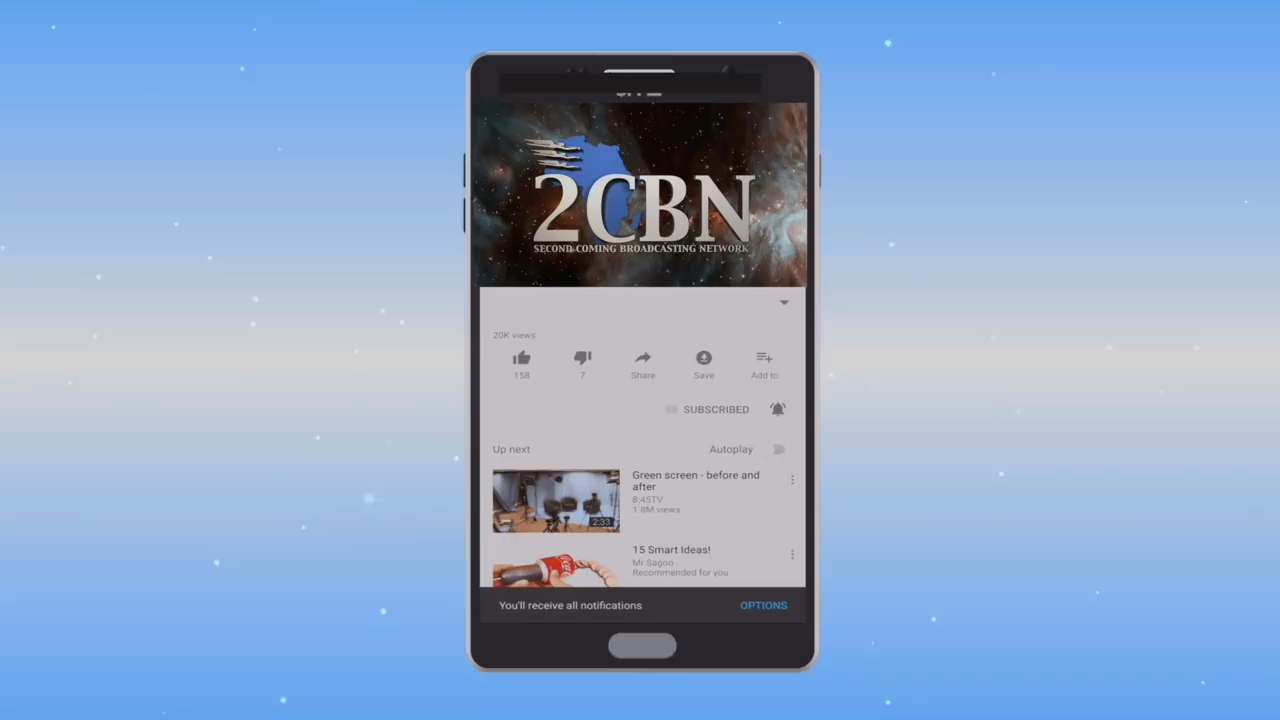 2CBN
SECOND COMING BROADCASTING NETWORK
20K views
158
7
Share
Save
Add to
SUBSCRIBED
Up next
Autoplay
Green screen - before and
after
8:45TV
1 8M views
2:33
15 Smart Ideas!
Mr Sagoo
Recommended for you
You'll receive all notifications
OPTIONS